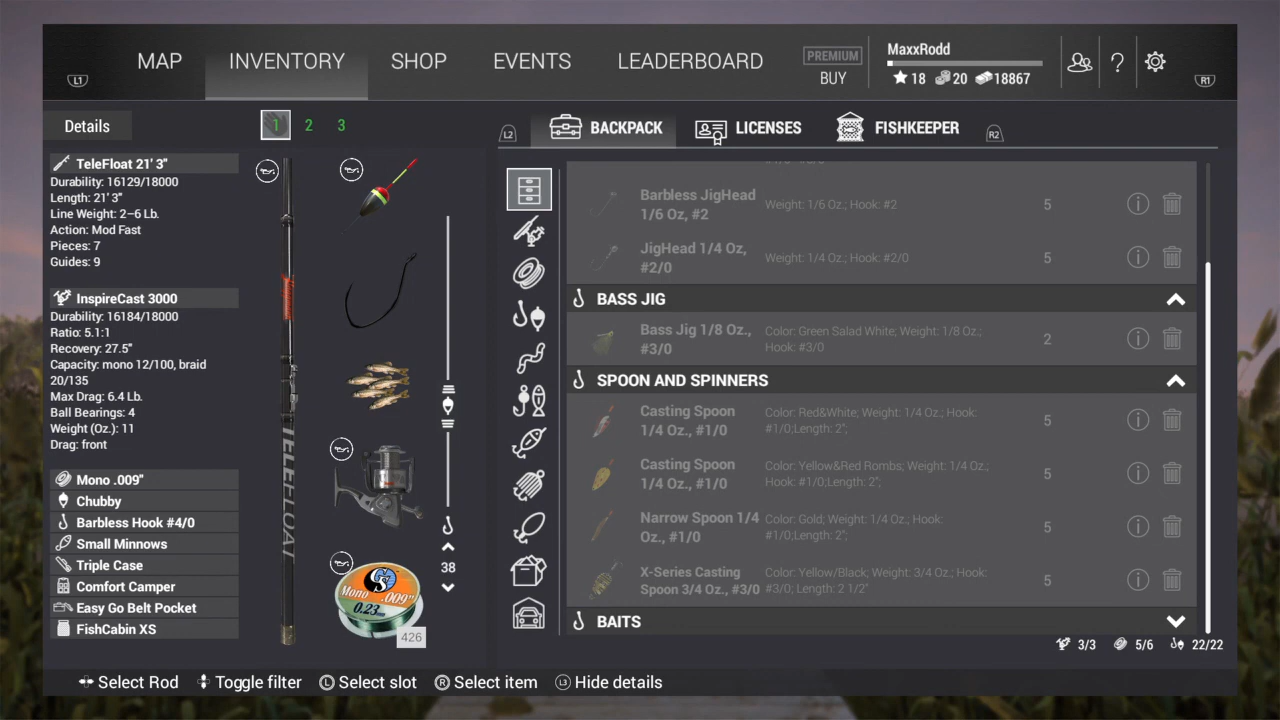 MAP
INVENTORY
SHOP
EVENTS
LEADERBOARD
PREMIUM
BUY
MaxxRodd
18
20
18867
L1
R1
Details
1
2
3
L2
BACKPACK
LICENSES
FISHKEEPER
R2
TeleFloat 21' 3"
Durability: 16129/18000
Length: 21' 3"
Line Weight: 2–6 Lb.
Action: Mod Fast
Pieces: 7
Guides: 9
InspireCast 3000
Durability: 16184/18000
Ratio: 5.1:1
Recovery: 27.5"
Capacity: mono 12/100, braid
20/135
Max Drag: 6.4 Lb.
Ball Bearings: 4
Weight (Oz.): 11
Drag: front
Mono .009"
Chubby
Barbless Hook #4/0
Small Minnows
Triple Case
Comfort Camper
Easy Go Belt Pocket
FishCabin XS
TELEFLOAT
Mono .009"
0.23
426
38
Barbless JigHead
1/6 Oz, #2
Weight: 1/6 Oz.; Hook: #2
5
JigHead 1/4 Oz,
#2/0
Weight: 1/4 Oz.; Hook: #2/0
5
BASS JIG
Bass Jig 1/8 Oz.,
#3/0
Color: Green Salad White; Weight: 1/8 Oz.;
Hook: #3/0
2
SPOON AND SPINNERS
Casting Spoon
1/4 Oz., #1/0
Color: Red&White; Weight: 1/4 Oz.; Hook:
#1/0;Length: 2";
5
Casting Spoon
1/4 Oz., #1/0
Color: Yellow&Red Rombs; Weight: 1/4 Oz.;
Hook: #1/0;Length: 2";
5
Narrow Spoon 1/4
Oz., #1/0
Color: Gold; Weight: 1/4 Oz.; Hook:
#1/0;Length: 2";
5
X-Series Casting
Spoon 3/4 Oz., #3/0
Color: Yellow/Black; Weight: 3/4 Oz.; Hook:
#3/0; Length: 2 1/2"
5
BAITS
3/3
5/6
22/22
Select Rod
Toggle filter
L Select slot
R Select item
L3 Hide details